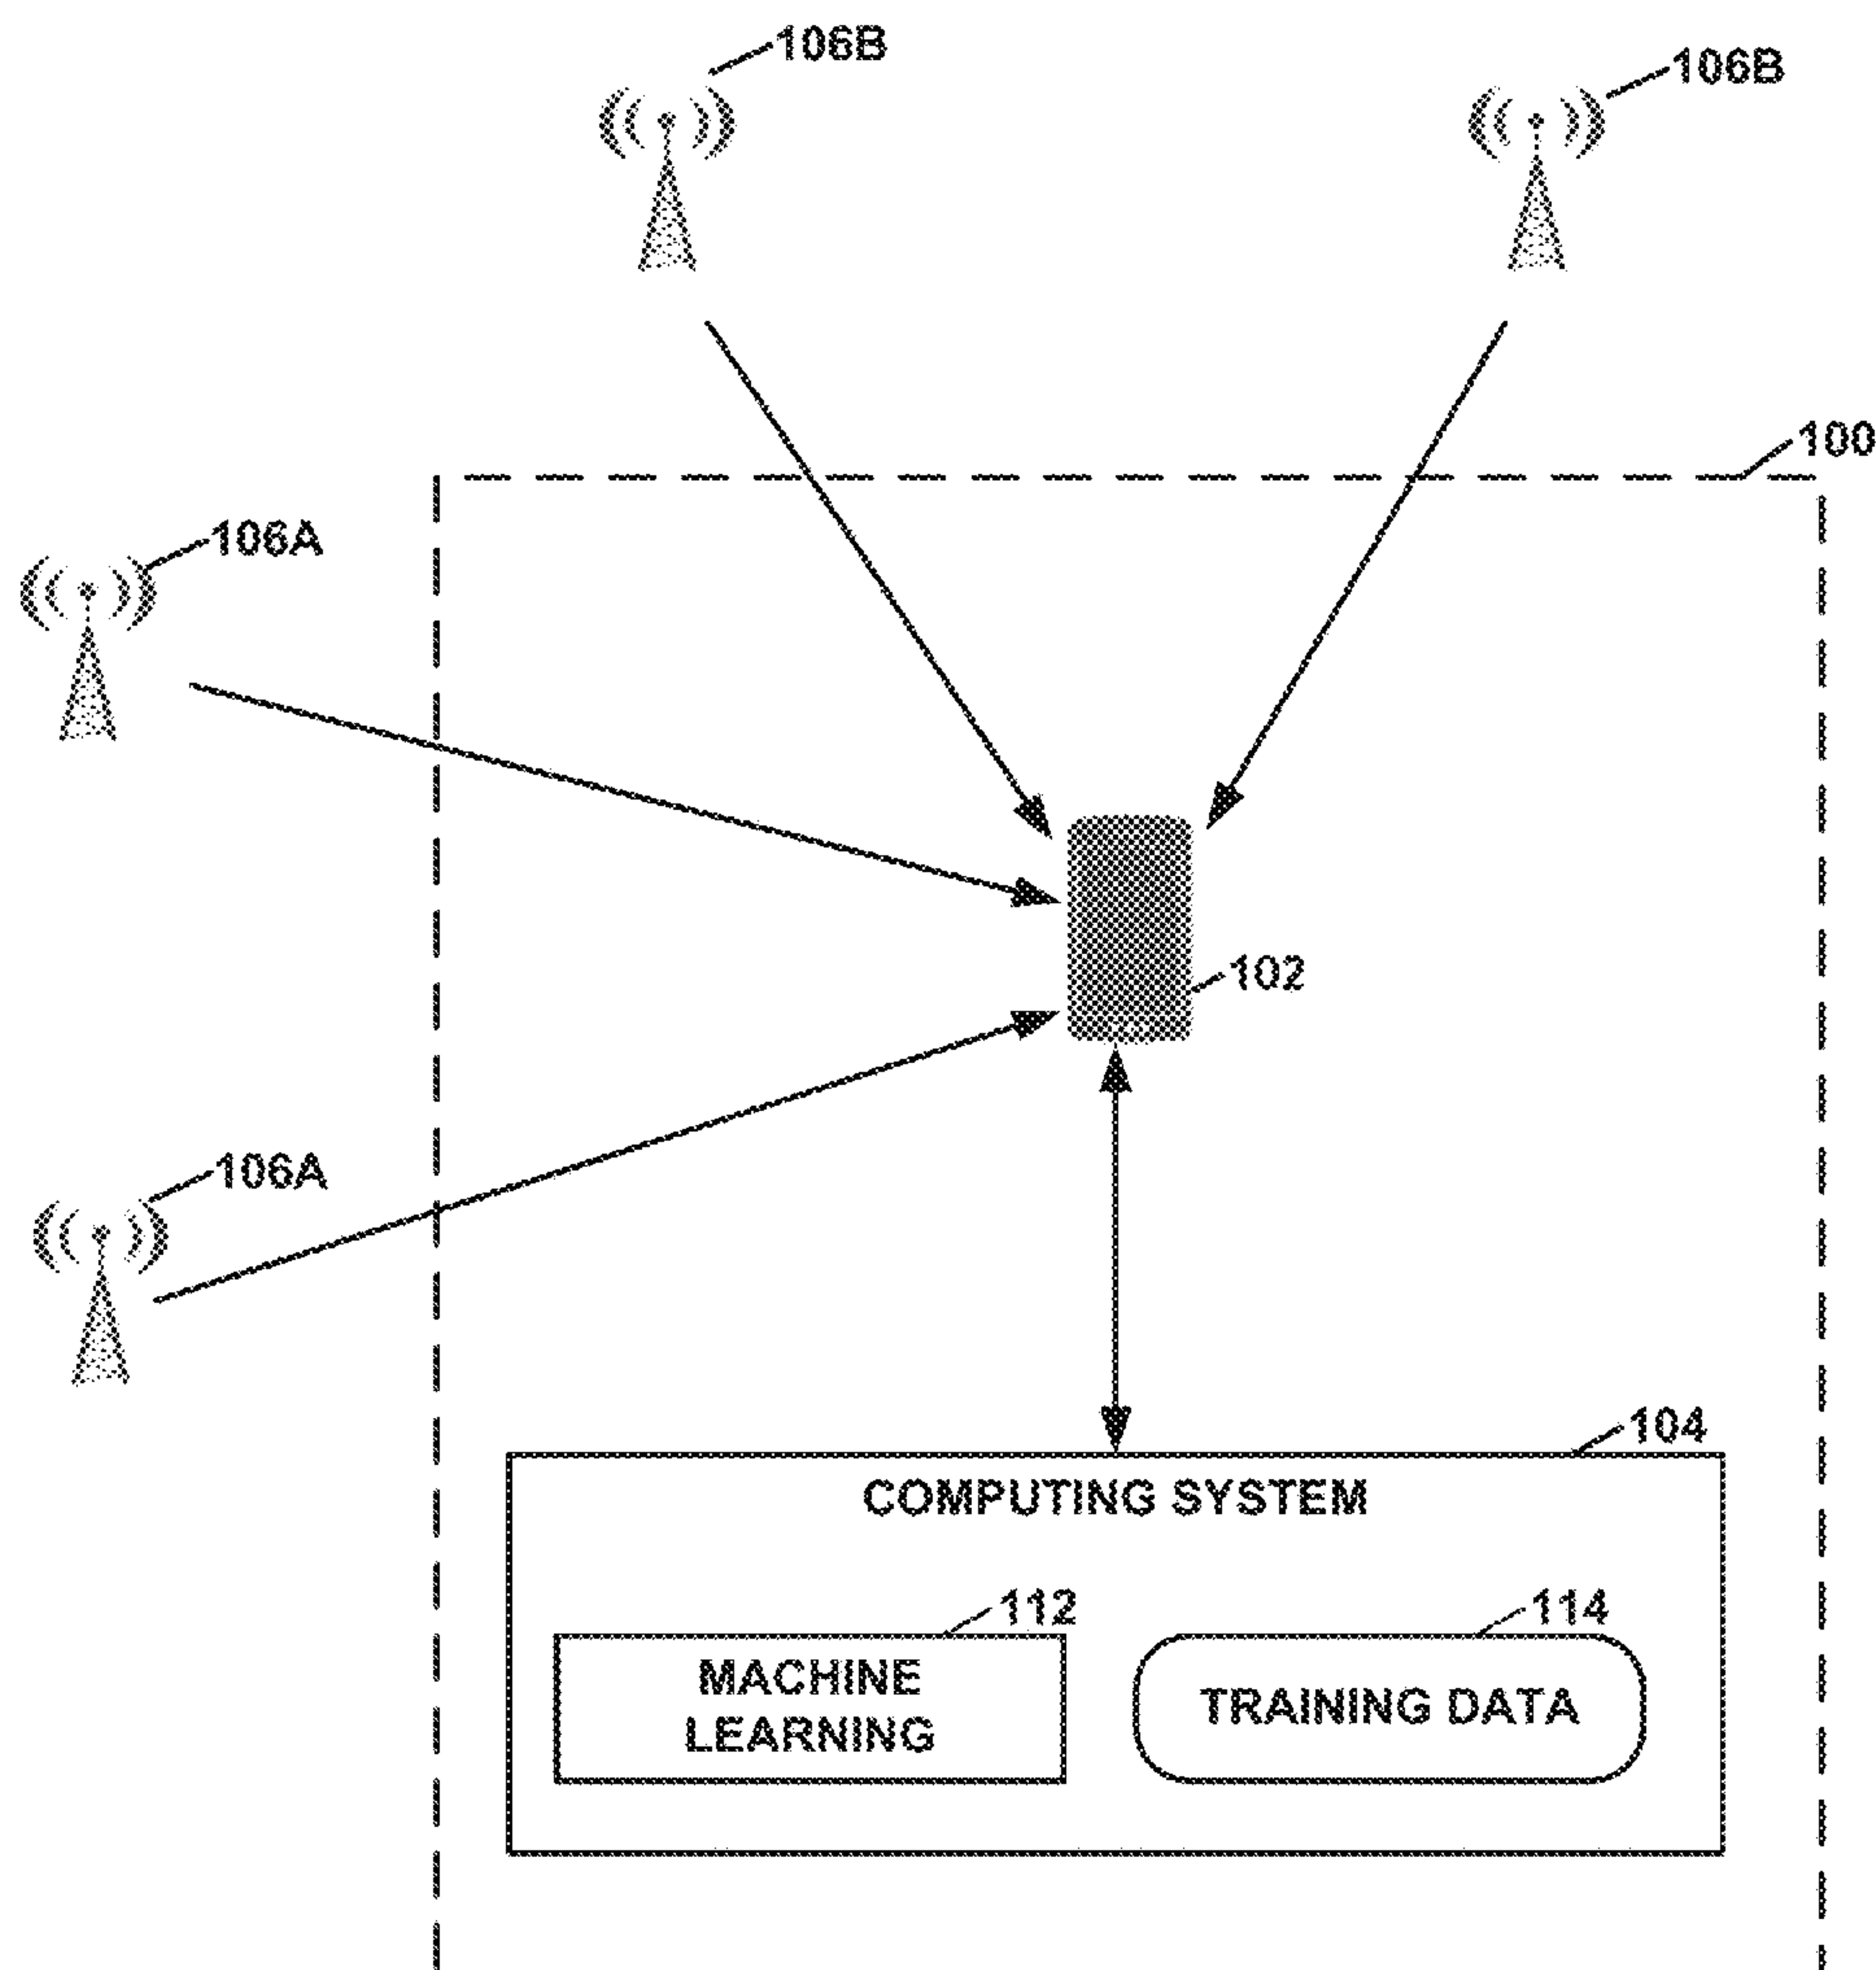 106B
106B
100
106A
102
106A
104
COMPUTING SYSTEM
112
114
MACHINE
LEARNING
TRAINING DATA